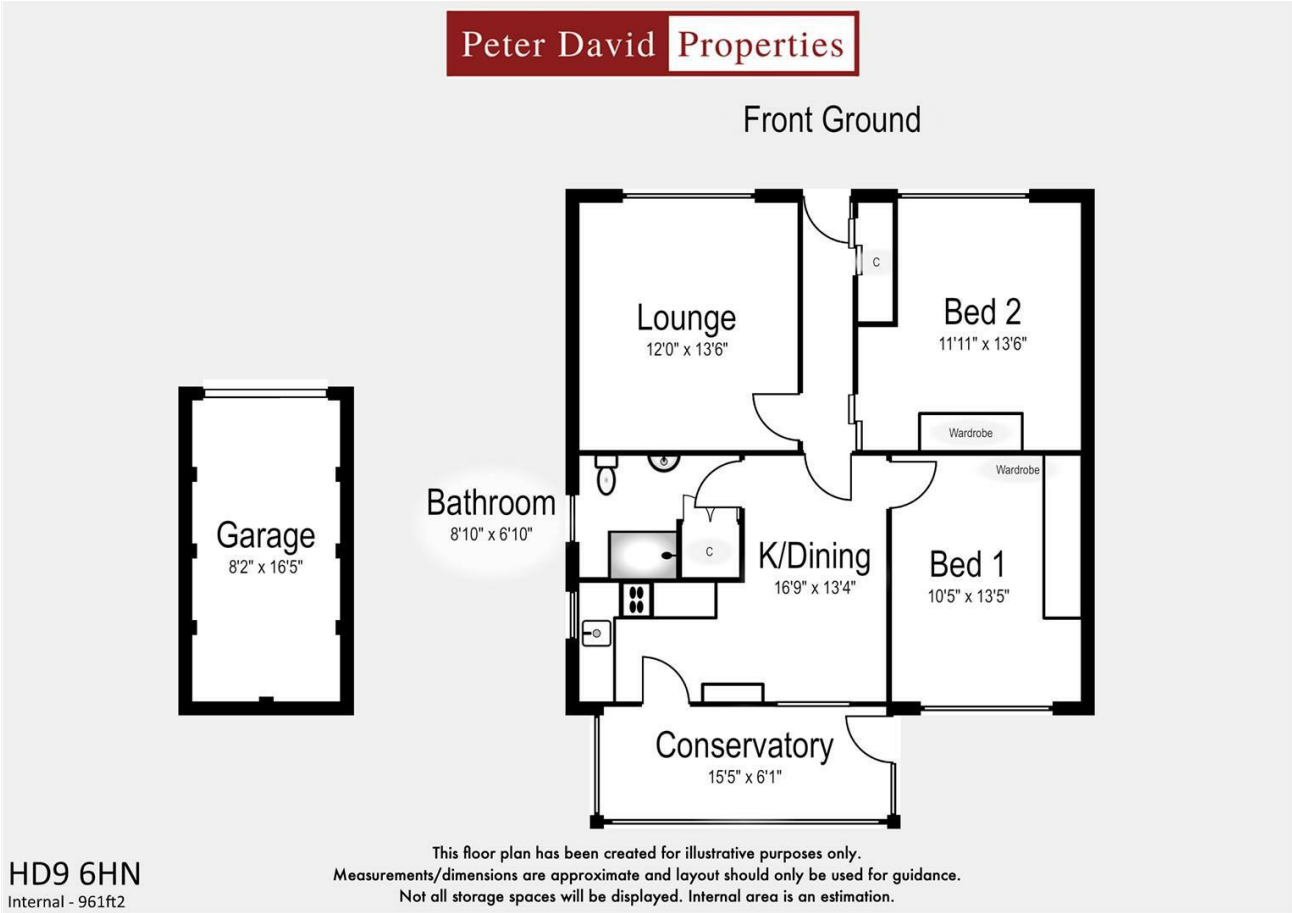 Peter David Properties
Front Ground
Lounge
12'0" x 13'6"
C
Bed 2
11'11" x 13'6"
Wardrobe
Garage
8'2" x 16'5"
Bathroom
8'10" x 6'10"
C
K/Dining
16'9" x 13'4"
Wardrobe
Bed 1
10'5" x 13'5"
Conservatory
15'5" x 6'1"
HD9 6HN
Internal - 961ft2
This floor plan has been created for illustrative purposes only.
Measurements/dimensions are approximate and layout should only be used for guidance.
Not all storage spaces will be displayed. Internal area is an estimation.